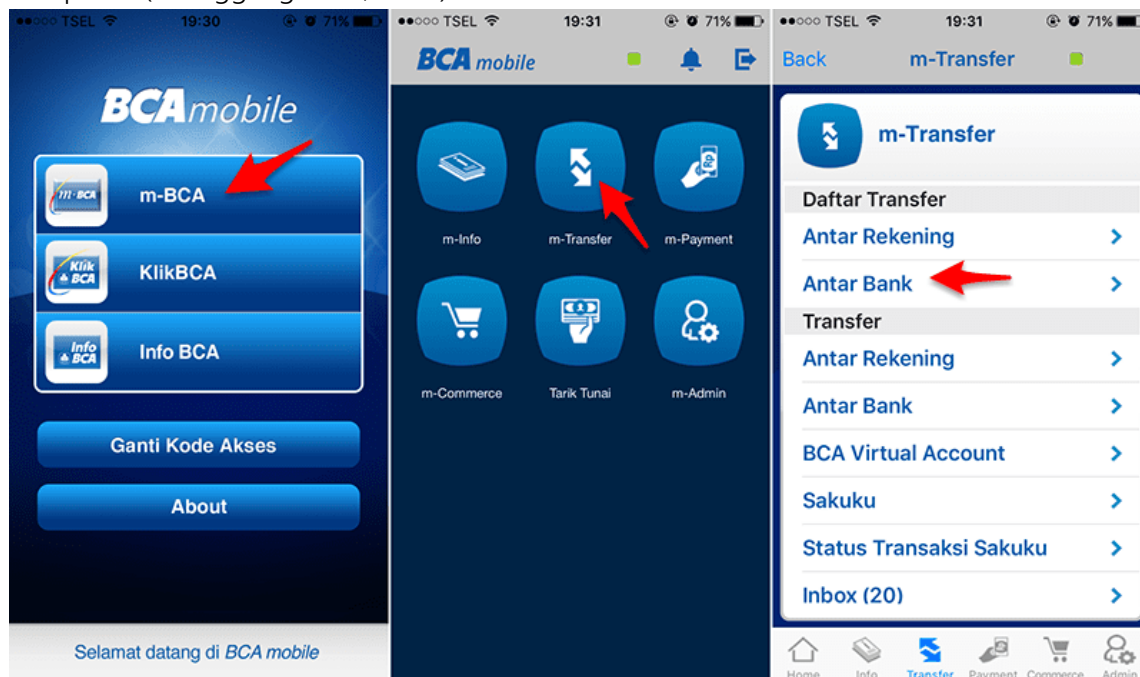 TSEL 19:30 71%
BCA mobile
m-BCA
m-BCA
Klik BCA
KlikBCA
Info BCA
Info BCA
Ganti Kode Akses
About
Selamat datang di BCA mobile
TSEL 19:31 71%
BCA mobile
m-Info m-Transfer m-Payment
Rp
m-Commerce Tarik Tunai m-Admin
TSEL 19:31 71%
Back m-Transfer
m-Transfer
Daftar Transfer
Antar Rekening
Antar Bank
Transfer
Antar Rekening
Antar Bank
BCA Virtual Account
Sakuku
Status Transaksi Sakuku
Inbox (20)
Home Info Transfer Payment Commerce Admin